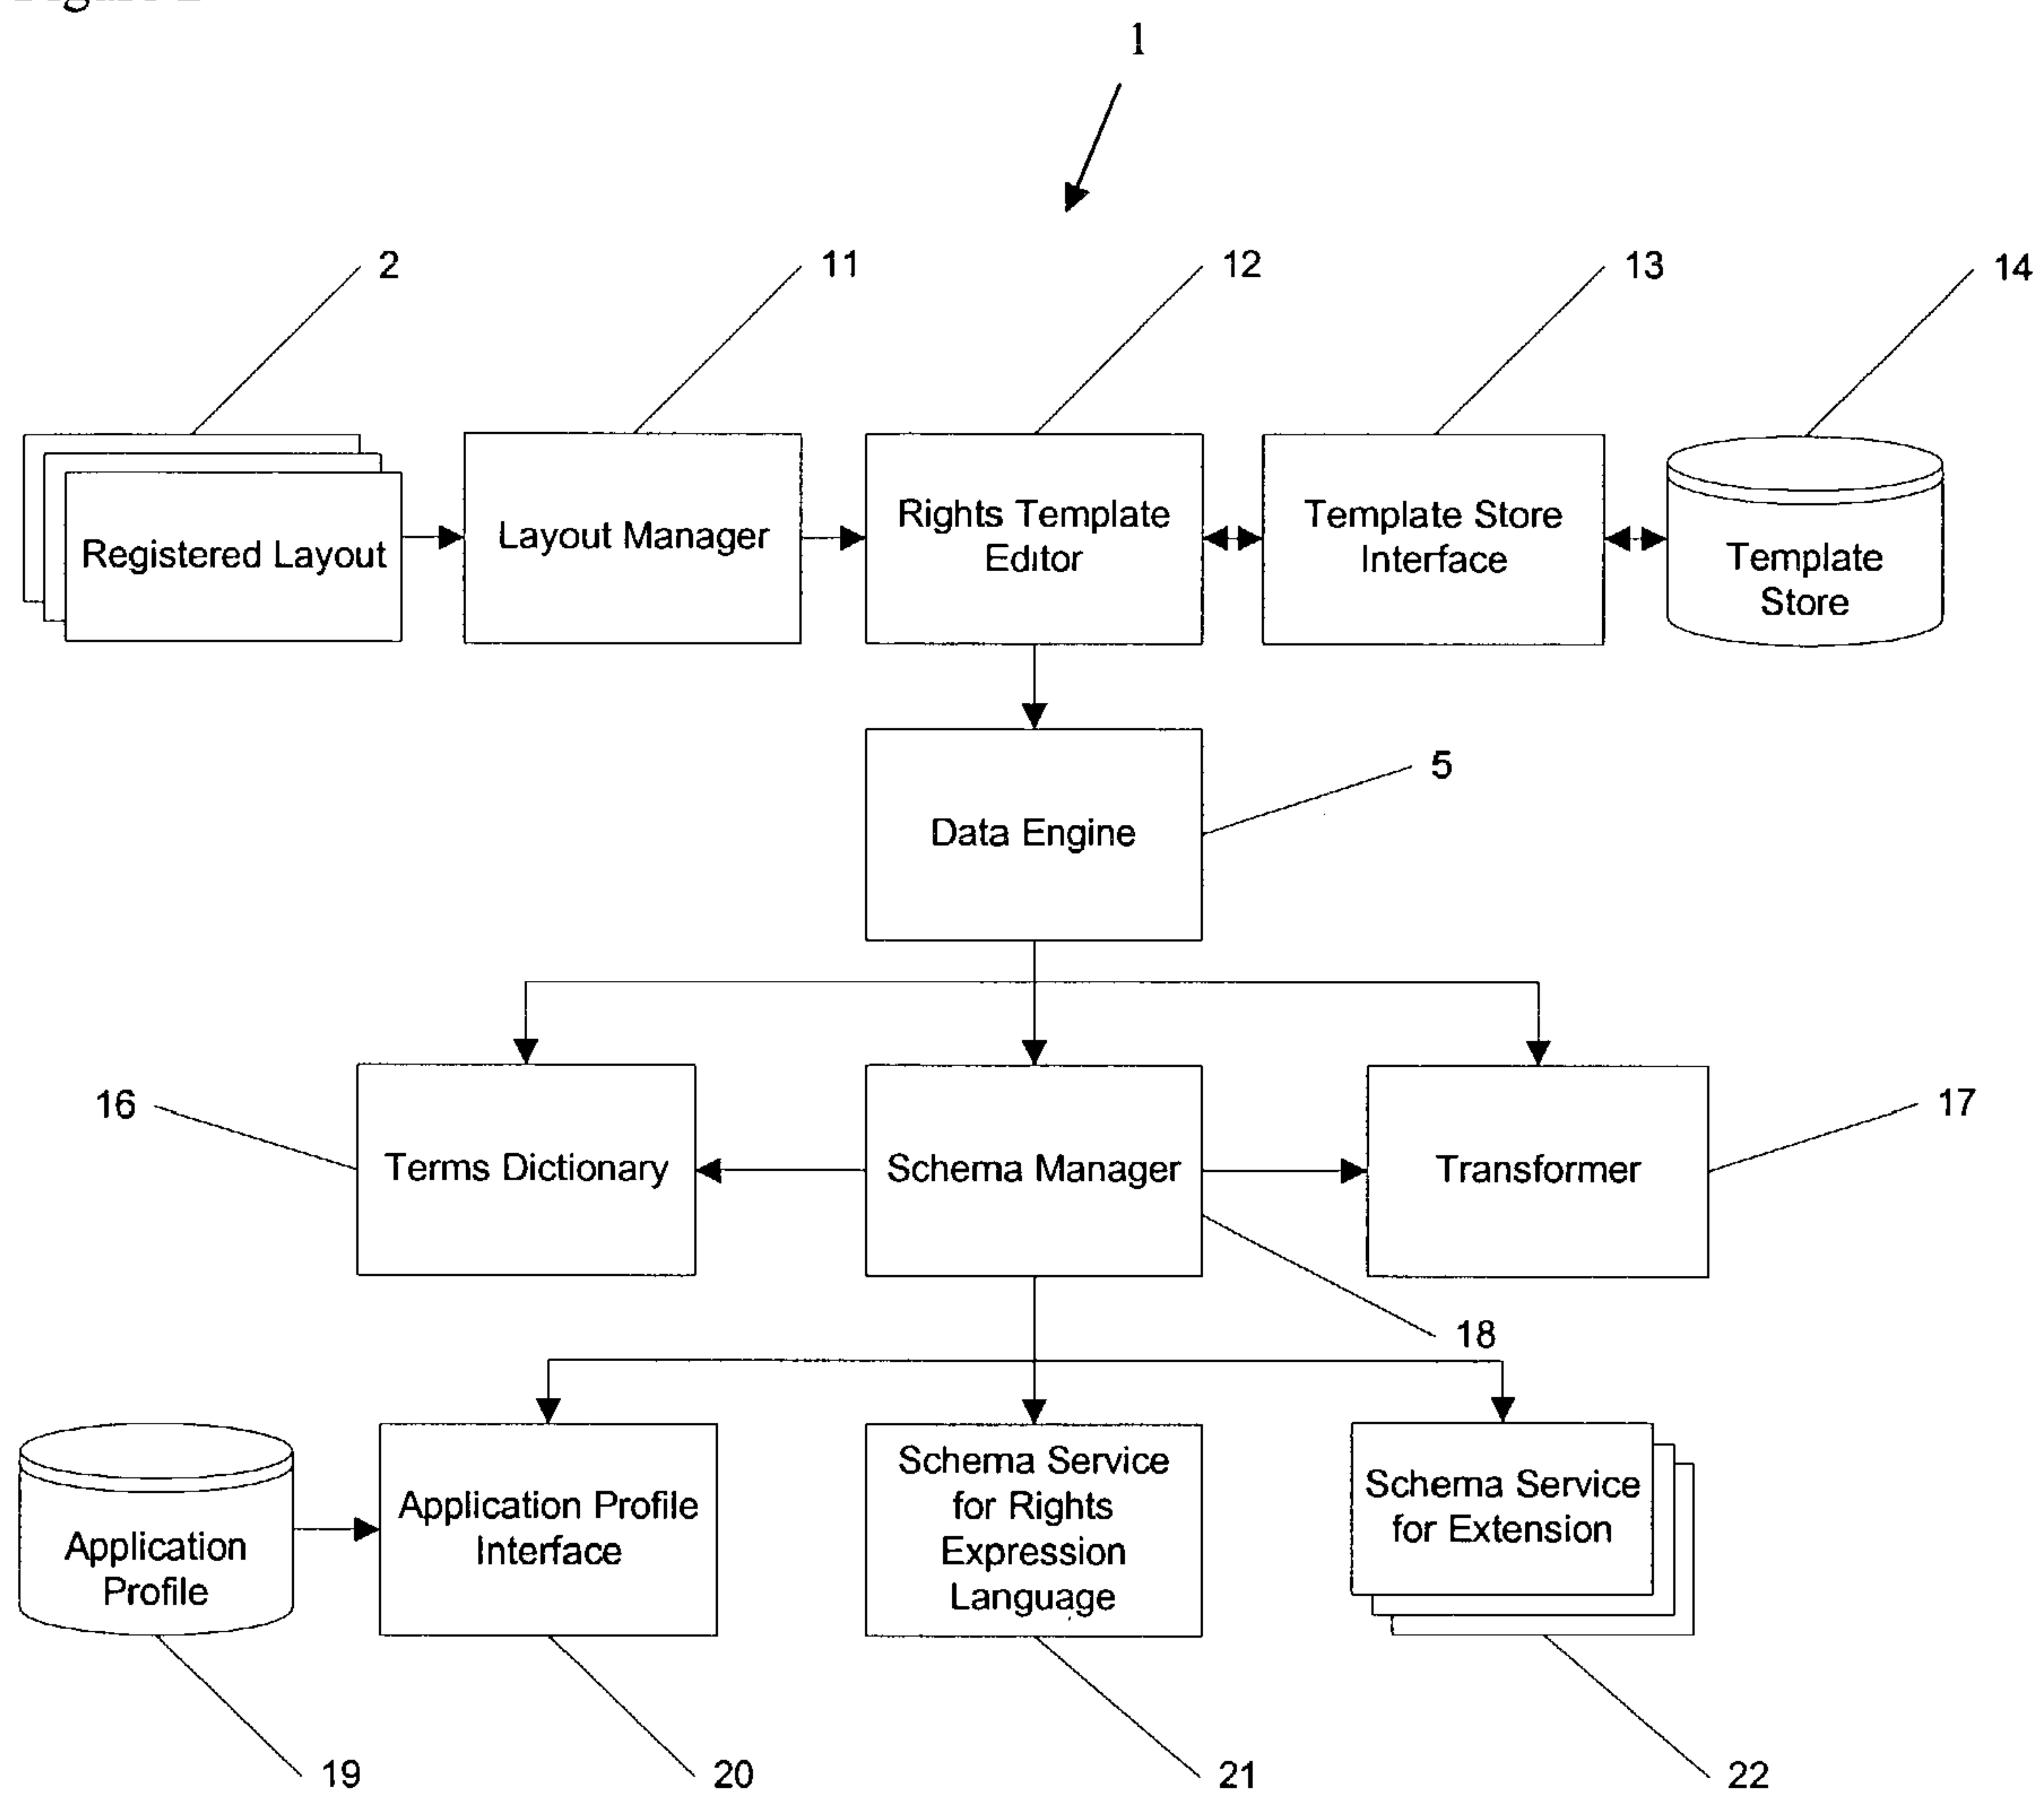 1
2
11
12
13
14
Registered Layout
Layout Manager
Rights Template
Editor
Template Store
Interface
Template
Store
5
Data Engine
16
17
Terms Dictionary
Schema Manager
Transformer
18
Application
Profile
Application Profile
Interface
Schema Service
for Rights
Expression
Language
Schema Service
for Extension
19
20
21
22